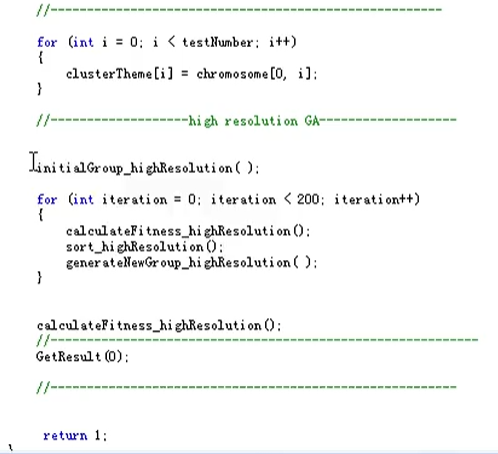 //---------------------------------------------------------
for (int i = 0; i < testNumber; i++)
{
clusterTheme[i] = chromosome[0, i];
}
//--------------------high resolution GA--------------------
initialGroup_highResolution( );
for (int iteration = 0; iteration < 200; iteration++)
{
calculateFitness_highResolution();
sort_highResolution();
generateNewGroup_highResolution( );
}
calculateFitness_highResolution();
//--------------------------------------------------------------
GetResult(0);
//-----------------------------------------------------------
return 1;
}